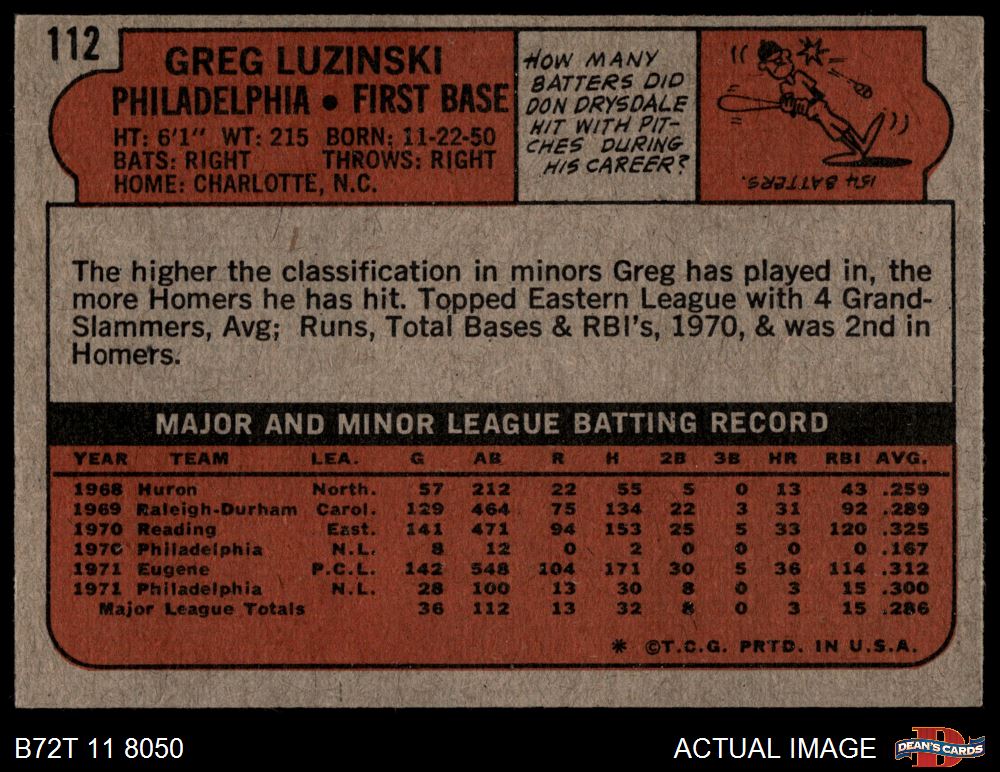 112
GREG LUZINSKI
PHILADELPHIA • FIRST BASE
HT: 6'1" WT: 215 BORN: 11-22-50
BATS: RIGHT THROWS: RIGHT
HOME: CHARLOTTE, N.C.
HOW MANY
BATTERS DID
DON DRYSDALE
HIT WITH PIT-
CHES DURING
HIS CAREER?
154 BATTERS.
The higher the classification in minors Greg has played in, the
more Homers he has hit. Topped Eastern League with 4 Grand-
Slammers, Avg; Runs, Total Bases & RBI's, 1970, & was 2nd in
Homers.
MAJOR AND MINOR LEAGUE BATTING RECORD
YEAR TEAM LEA. G AB R H 2B 3B HR RBI AVG.
1968 Huron North. 57 212 22 55 5 0 13 43 .259
1969 Raleigh-Durham Carol. 129 464 75 134 22 3 31 92 .289
1970 Reading East. 141 471 94 153 25 5 33 120 .325
1970 Philadelphia N.L. 8 12 0 2 0 0 0 0 .167
1971 Eugene P.C.L. 142 548 104 171 30 5 36 114 .312
1971 Philadelphia N.L. 28 100 13 30 8 0 3 15 .300
Major League Totals 36 112 13 32 8 0 3 15 .286
* ©T.C.G. PRTD. IN U.S.A.
B72T 11 8050
ACTUAL IMAGE
DEAN'S CARDS